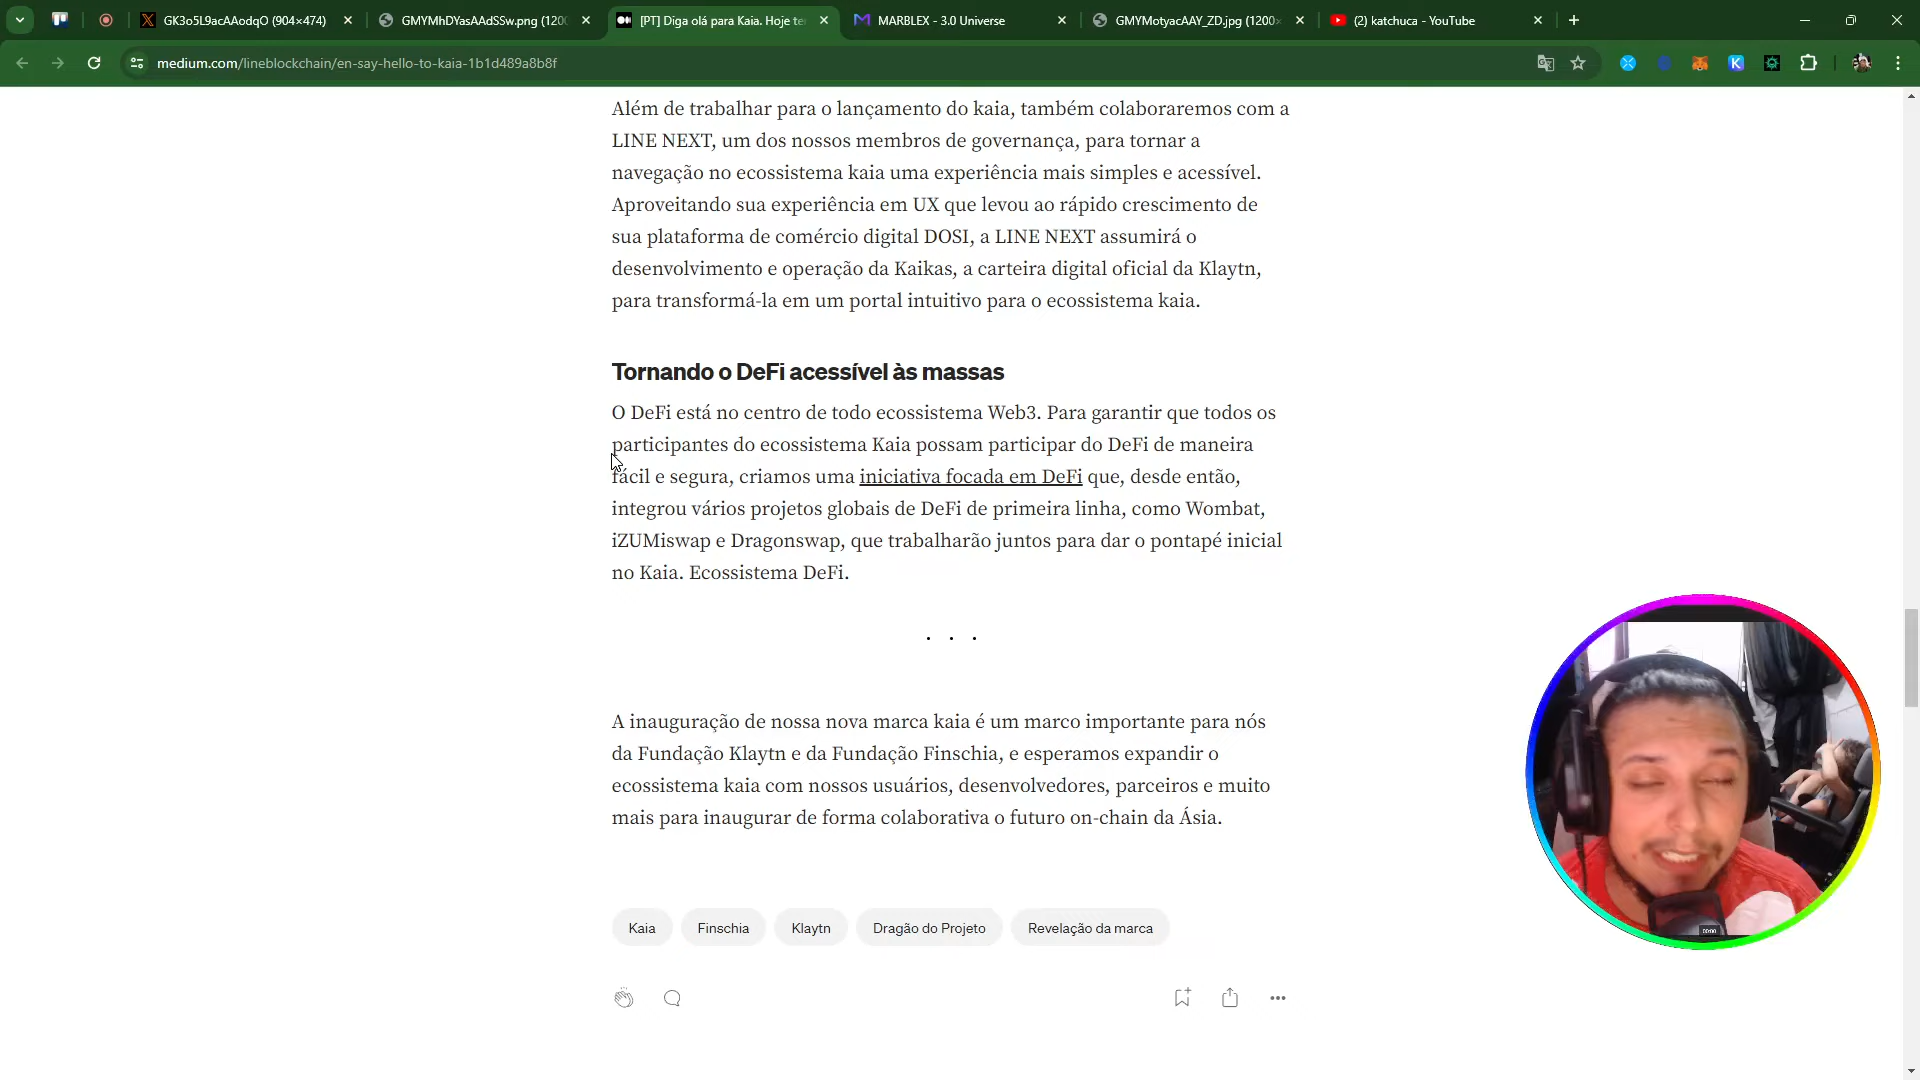 GK3o5L9acAAodqO (904×474)
GMYMhDYasAAdSSw.png (120
[PT] Diga olá para Kaia. Hoje te
MARBLEX - 3.0 Universe
GMYMotyacAAY_ZD.jpg (1200×
(2) katchuca - YouTube
medium.com/lineblockchain/en-say-hello-to-kaia-1b1d489a8b8f
Além de trabalhar para o lançamento do kaia, também colaboraremos com a
LINE NEXT, um dos nossos membros de governança, para tornar a
navegação no ecossistema kaia uma experiência mais simples e acessível.
Aproveitando sua experiência em UX que levou ao rápido crescimento de
sua plataforma de comércio digital DOSI, a LINE NEXT assumirá o
desenvolvimento e operação da Kaikas, a carteira digital oficial da Klaytn,
para transformá-la em um portal intuitivo para o ecossistema kaia.
Tornando o DeFi acessível às massas
O DeFi está no centro de todo ecossistema Web3. Para garantir que todos os
participantes do ecossistema Kaia possam participar do DeFi de maneira
fácil e segura, criamos uma iniciativa focada em DeFi que, desde então,
integrou vários projetos globais de DeFi de primeira linha, como Wombat,
iZUMiswap e Dragonswap, que trabalharão juntos para dar o pontapé inicial
no Kaia. Ecossistema DeFi.
. . .
A inauguração de nossa nova marca kaia é um marco importante para nós
da Fundação Klaytn e da Fundação Finschia, e esperamos expandir o
ecossistema kaia com nossos usuários, desenvolvedores, parceiros e muito
mais para inaugurar de forma colaborativa o futuro on-chain da Ásia.
Kaia
Finschia
Klaytn
Dragão do Projeto
Revelação da marca
00:00